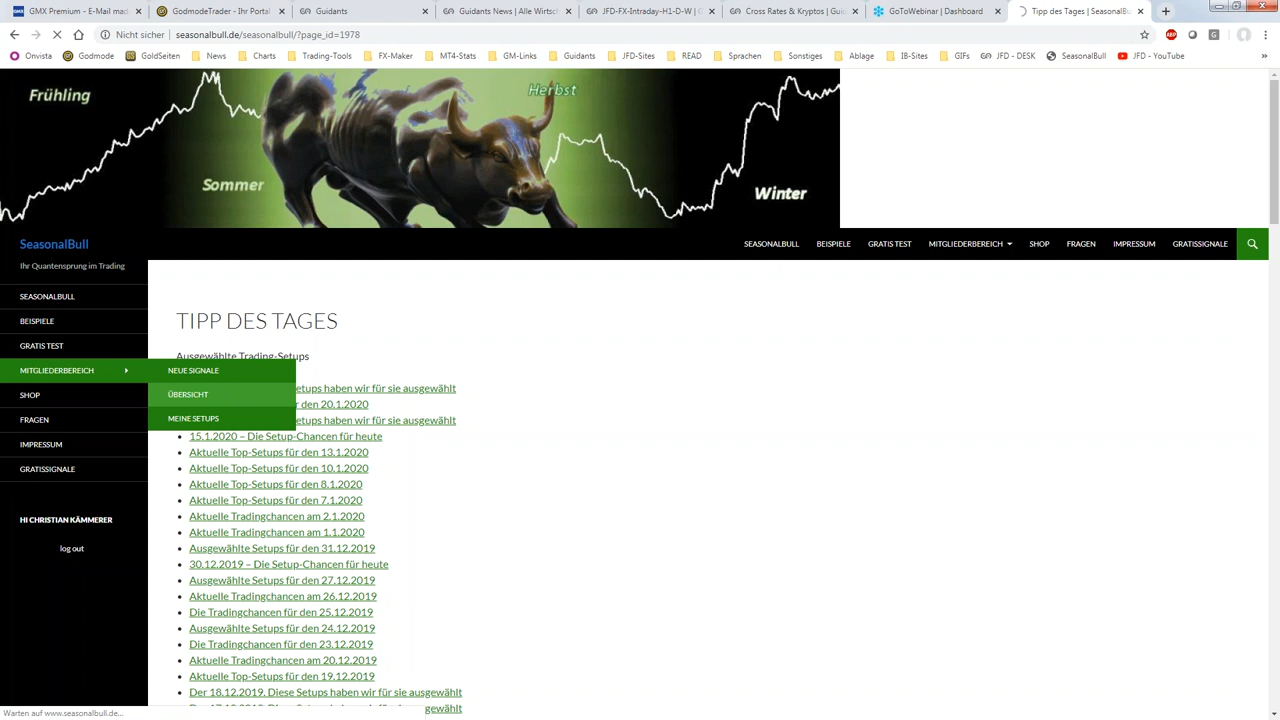 GMX Premium - E-Mail mad
GodmodeTrader - Ihr Portal
Guidants
Guidants News | Alle Wirtsch
JFD-FX-Intraday-H1-D-W | G
Cross Rates & Kryptos | Guid
GoToWebinar | Dashboard
Tipp des Tages | SeasonalBu
Nicht sicher | seasonalbull.de/seasonalbull/?page_id=1978
Onvista
Godmode
GoldSeiten
News
Charts
Trading-Tools
FX-Maker
MT4-Stats
GM-Links
Guidants
JFD-Sites
READ
Sprachen
Sonstiges
Ablage
IB-Sites
GIFs
JFD - DESK
SeasonalBull
JFD - YouTube
Frühling
Herbst
Sommer
Winter
SeasonalBull
Ihr Quantensprung im Trading
SEASONALBULL
BEISPIELE
GRATIS TEST
MITGLIEDERBEREICH
SHOP
FRAGEN
IMPRESSUM
GRATISSIGNALE
SEASONALBULL
BEISPIELE
GRATIS TEST
MITGLIEDERBEREICH
SHOP
FRAGEN
IMPRESSUM
GRATISSIGNALE
NEUE SIGNALE
ÜBERSICHT
MEINE SETUPS
HI CHRISTIAN KÄMMERER
log out
TIPP DES TAGES
Ausgewählte Trading-Setups
etups haben wir für sie ausgewählt
r den 20.1.2020
etups haben wir für sie ausgewählt
15.1.2020 – Die Setup-Chancen für heute
Aktuelle Top-Setups für den 13.1.2020
Aktuelle Top-Setups für den 10.1.2020
Aktuelle Top-Setups für den 8.1.2020
Aktuelle Top-Setups für den 7.1.2020
Aktuelle Tradingchancen am 2.1.2020
Aktuelle Tradingchancen am 1.1.2020
Ausgewählte Setups für den 31.12.2019
30.12.2019 – Die Setup-Chancen für heute
Ausgewählte Setups für den 27.12.2019
Aktuelle Tradingchancen am 26.12.2019
Die Tradingchancen für den 25.12.2019
Ausgewählte Setups für den 24.12.2019
Die Tradingchancen für den 23.12.2019
Aktuelle Tradingchancen am 20.12.2019
Aktuelle Top-Setups für den 19.12.2019
Der 18.12.2019. Diese Setups haben wir für sie ausgewählt
gewählt
Warten auf www.seasonalbull.de...